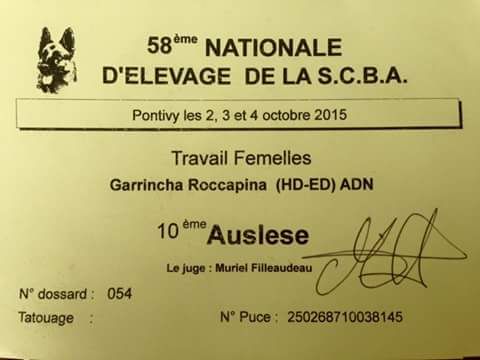 58ème NATIONALE
D'ELEVAGE DE LA S.C.B.A.
Pontivy les 2, 3 et 4 octobre 2015
Travail Femelles
Garrincha Roccapina (HD-ED) ADN
10ème Auslese
Le juge : Muriel Filleaudeau
N° dossard : 054
Tatouage :
N° Puce : 250268710038145